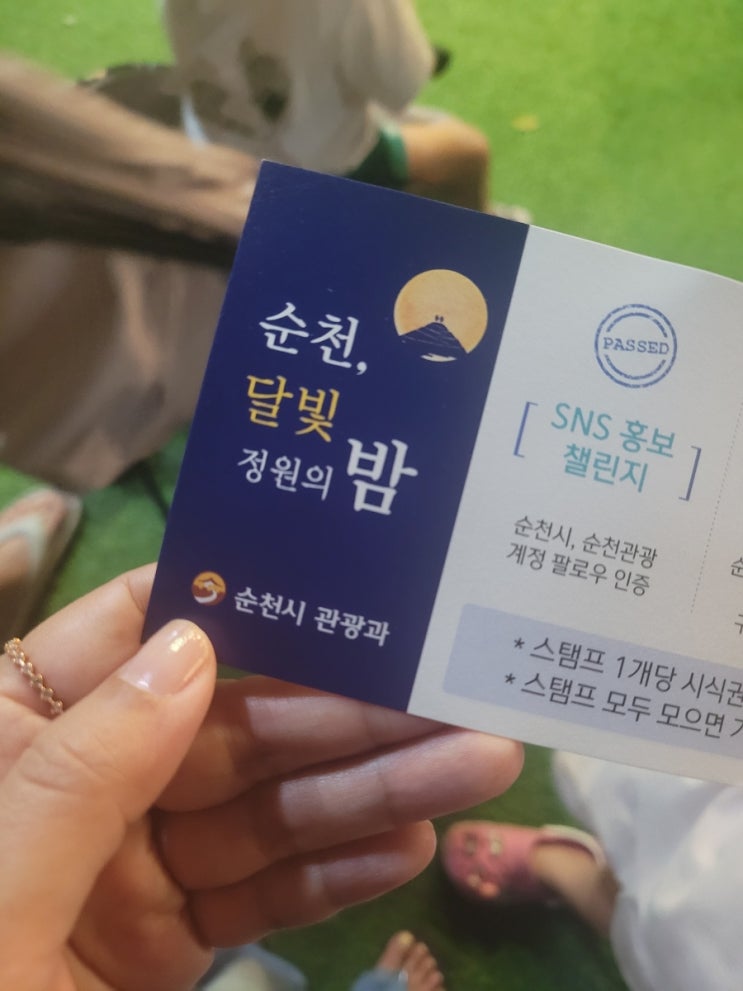 순천,
달빛
정원의 밤
순천시 관광과
PASSED
SNS 홍보
챌린지
순천시, 순천관광
계정 팔로우 인증
* 스탬프 1개당 시식권
* 스탬프 모두 모으면